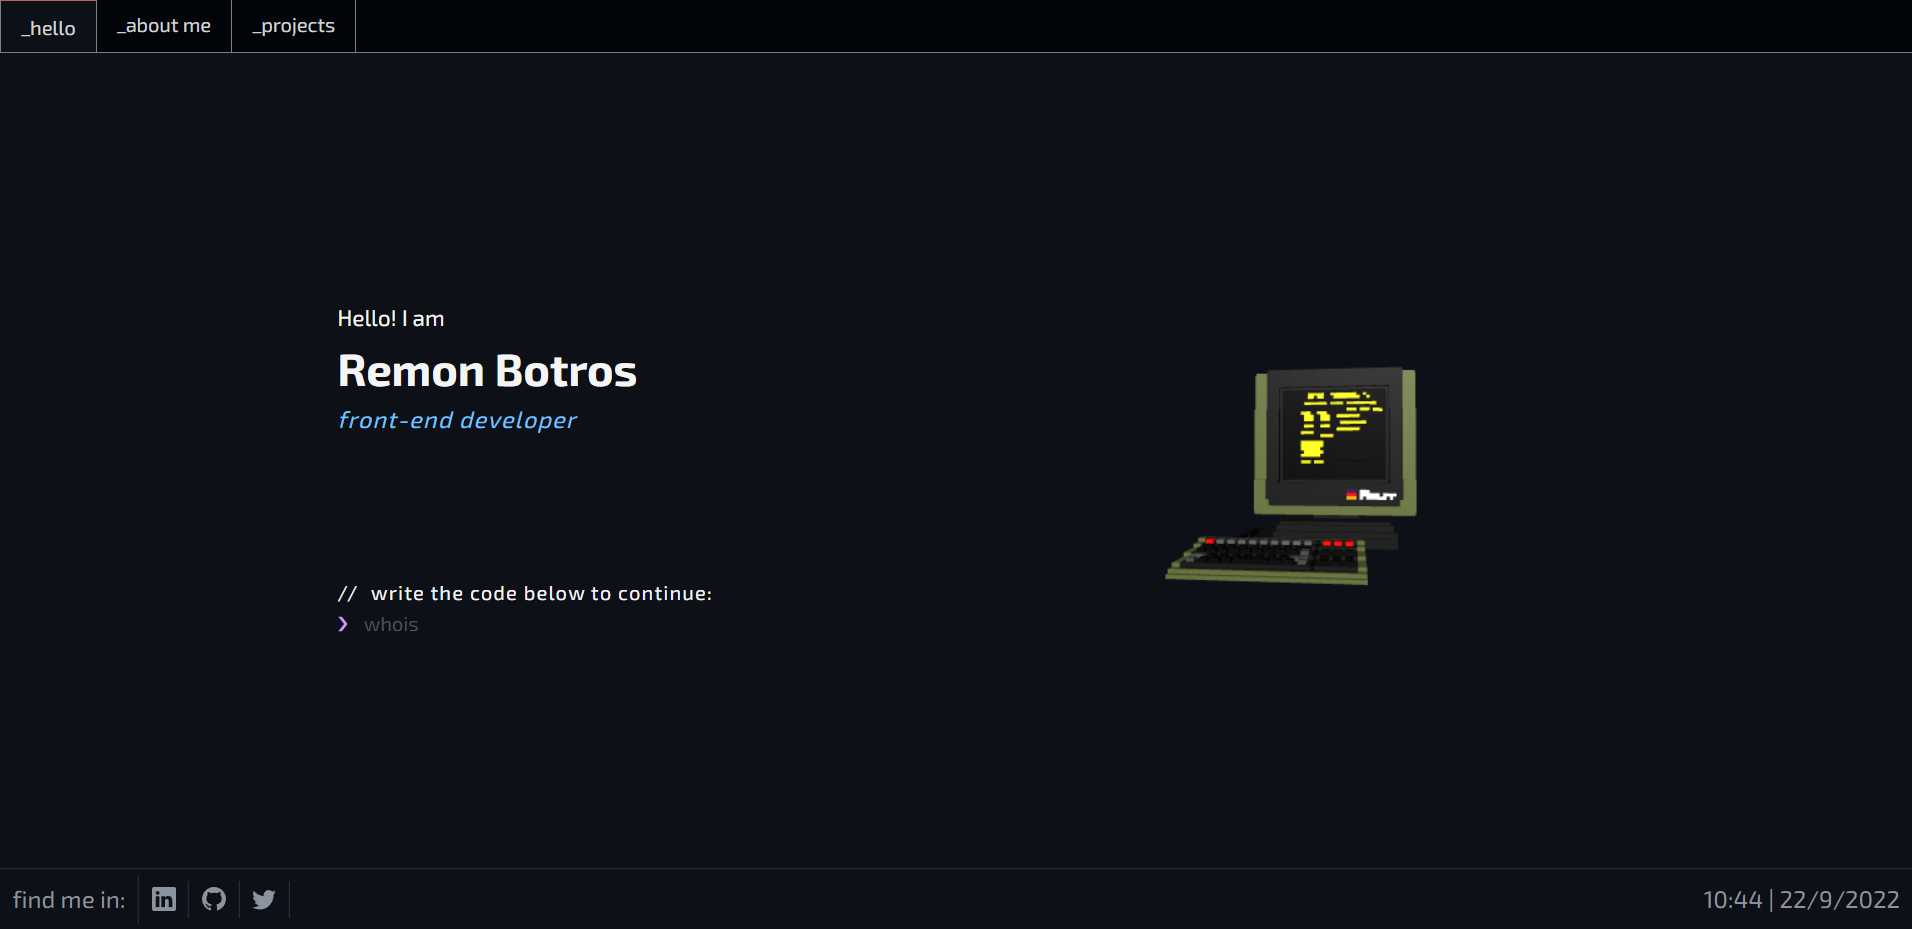 _hello
_about me
_projects
Hello! I am
Remon Botros
front-end developer
// write the code below to continue:
❯ whois
find me in:
10:44 | 22/9/2022